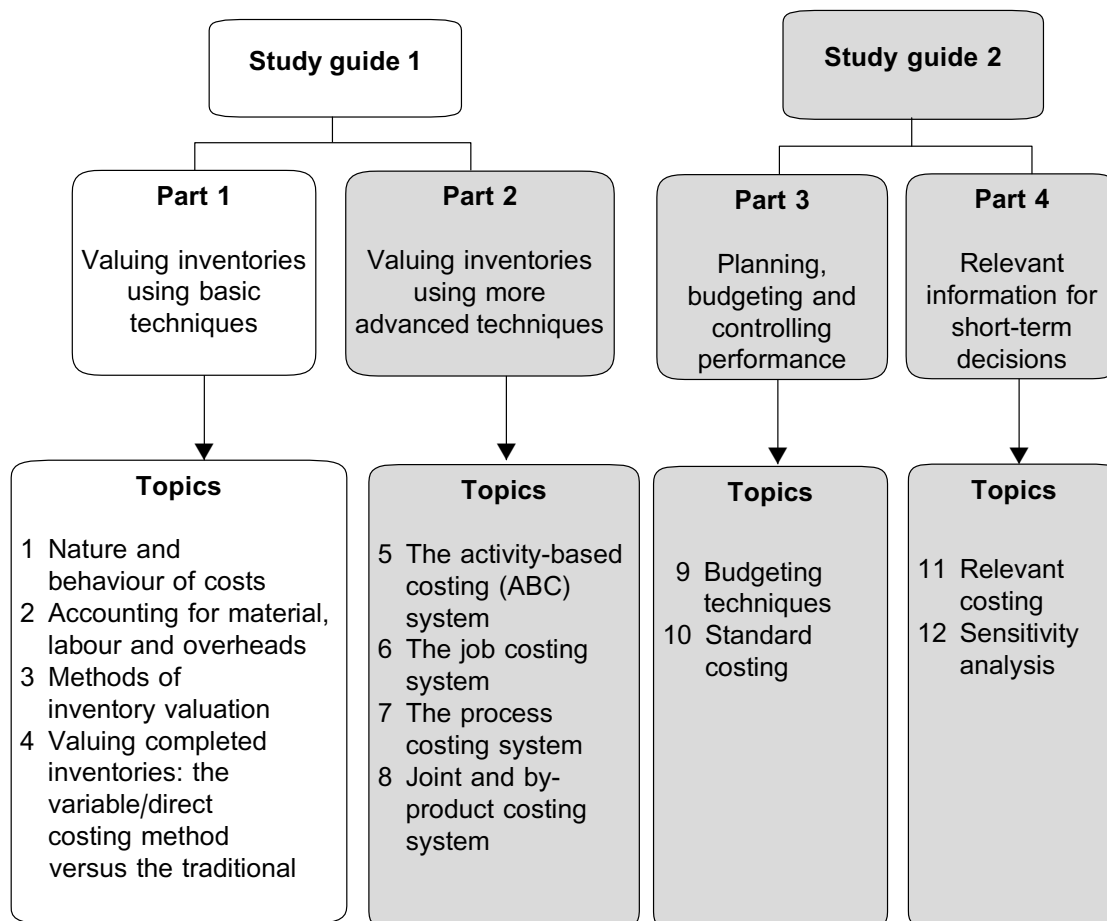 Study guide 1
Study guide 2
Part 1
Valuing inventories
using basic
techniques
Part 2
Valuing inventories
using more
advanced techniques
Part 3
Planning,
budgeting and
controlling
performance
Part 4
Relevant
information for
short-term
decisions
Topics
1 Nature and
behaviour of costs
2 Accounting for material,
labour and overheads
3 Methods of
inventory valuation
4 Valuing completed
inventories: the
variable/direct
costing method
versus the traditional
Topics
5 The activity-based
costing (ABC)
system
6 The job costing
system
7 The process
costing system
8 Joint and by-
product costing
system
Topics
9 Budgeting
techniques
10 Standard
costing
Topics
11 Relevant
costing
12 Sensitivity
analysis